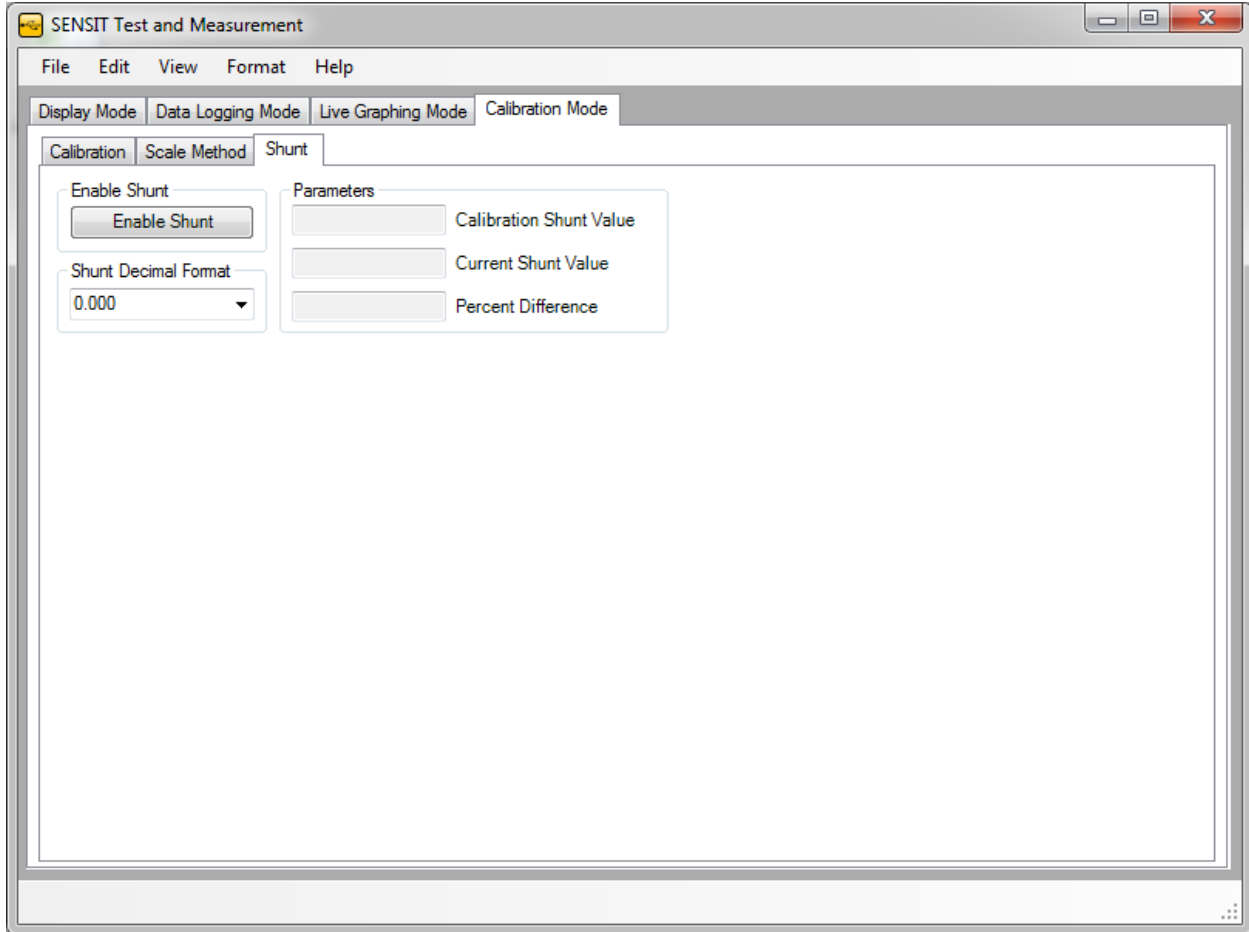 SENSIT Test and Measurement
File Edit View Format Help
Display Mode Data Logging Mode Live Graphing Mode Calibration Mode
Calibration Scale Method Shunt
Enable Shunt
Enable Shunt
Shunt Decimal Format
0.000
Parameters
Calibration Shunt Value
Current Shunt Value
Percent Difference